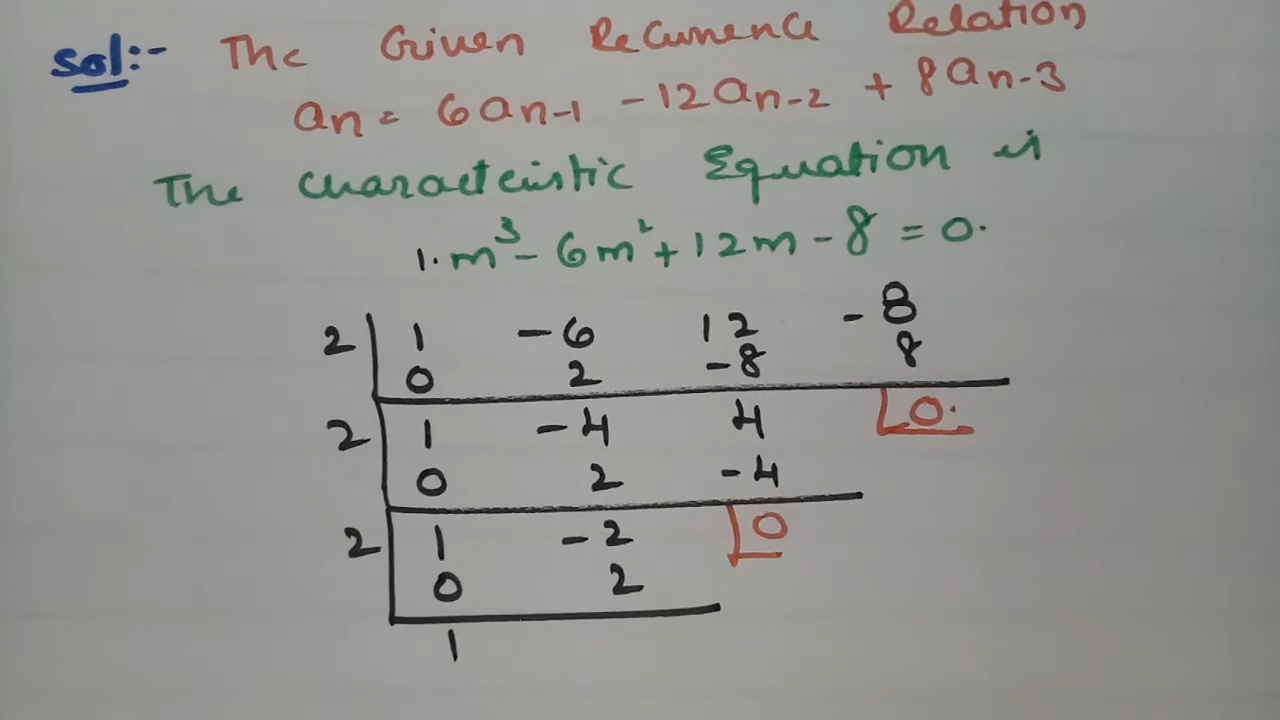 Sol:- The Given Recurrence Relation
an = 6an-1 - 12an-2 + 8an-3
The characteristic Equation is
1. m³ - 6m² + 12m - 8 = 0.
2 | 1 -6 12 -8
0 2 -8 8
2 | 1 -4 4 | 0.
0 2 -4
2 | 1 -2 | 0
0 2
1